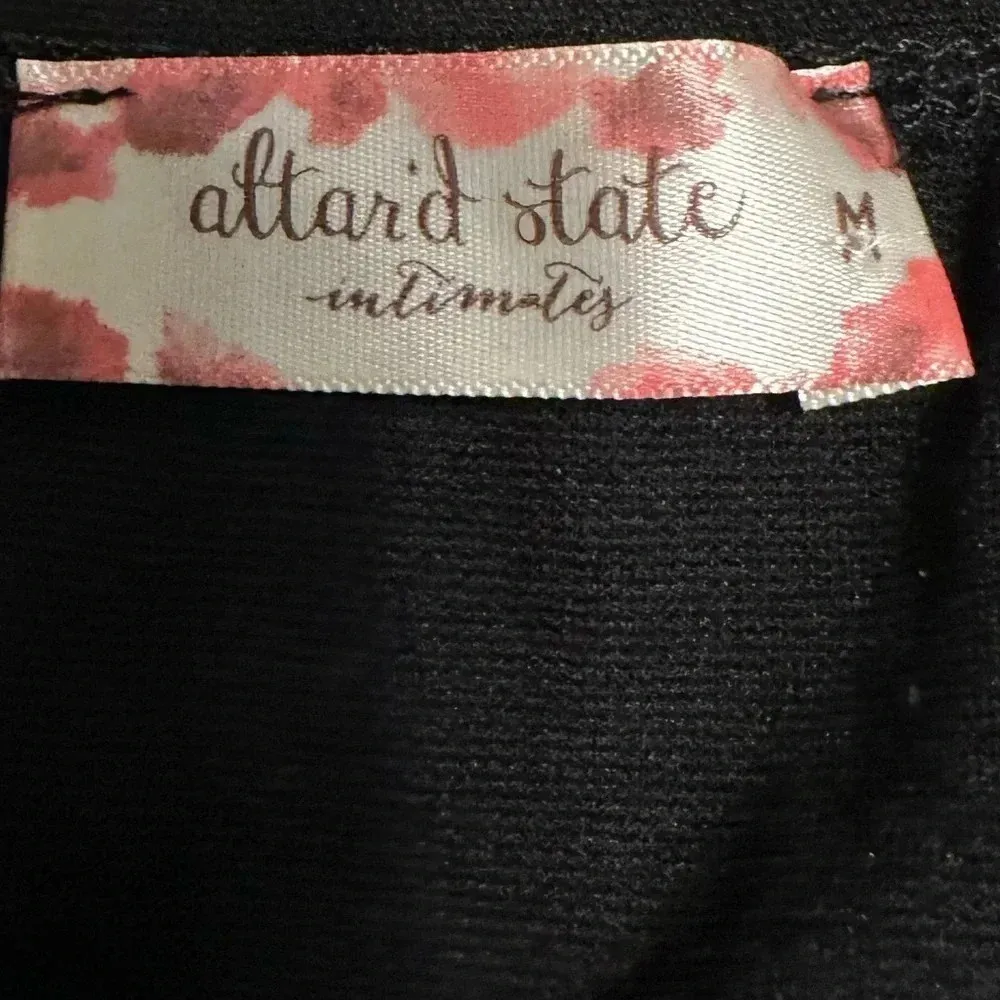 altar'd state M
intimates